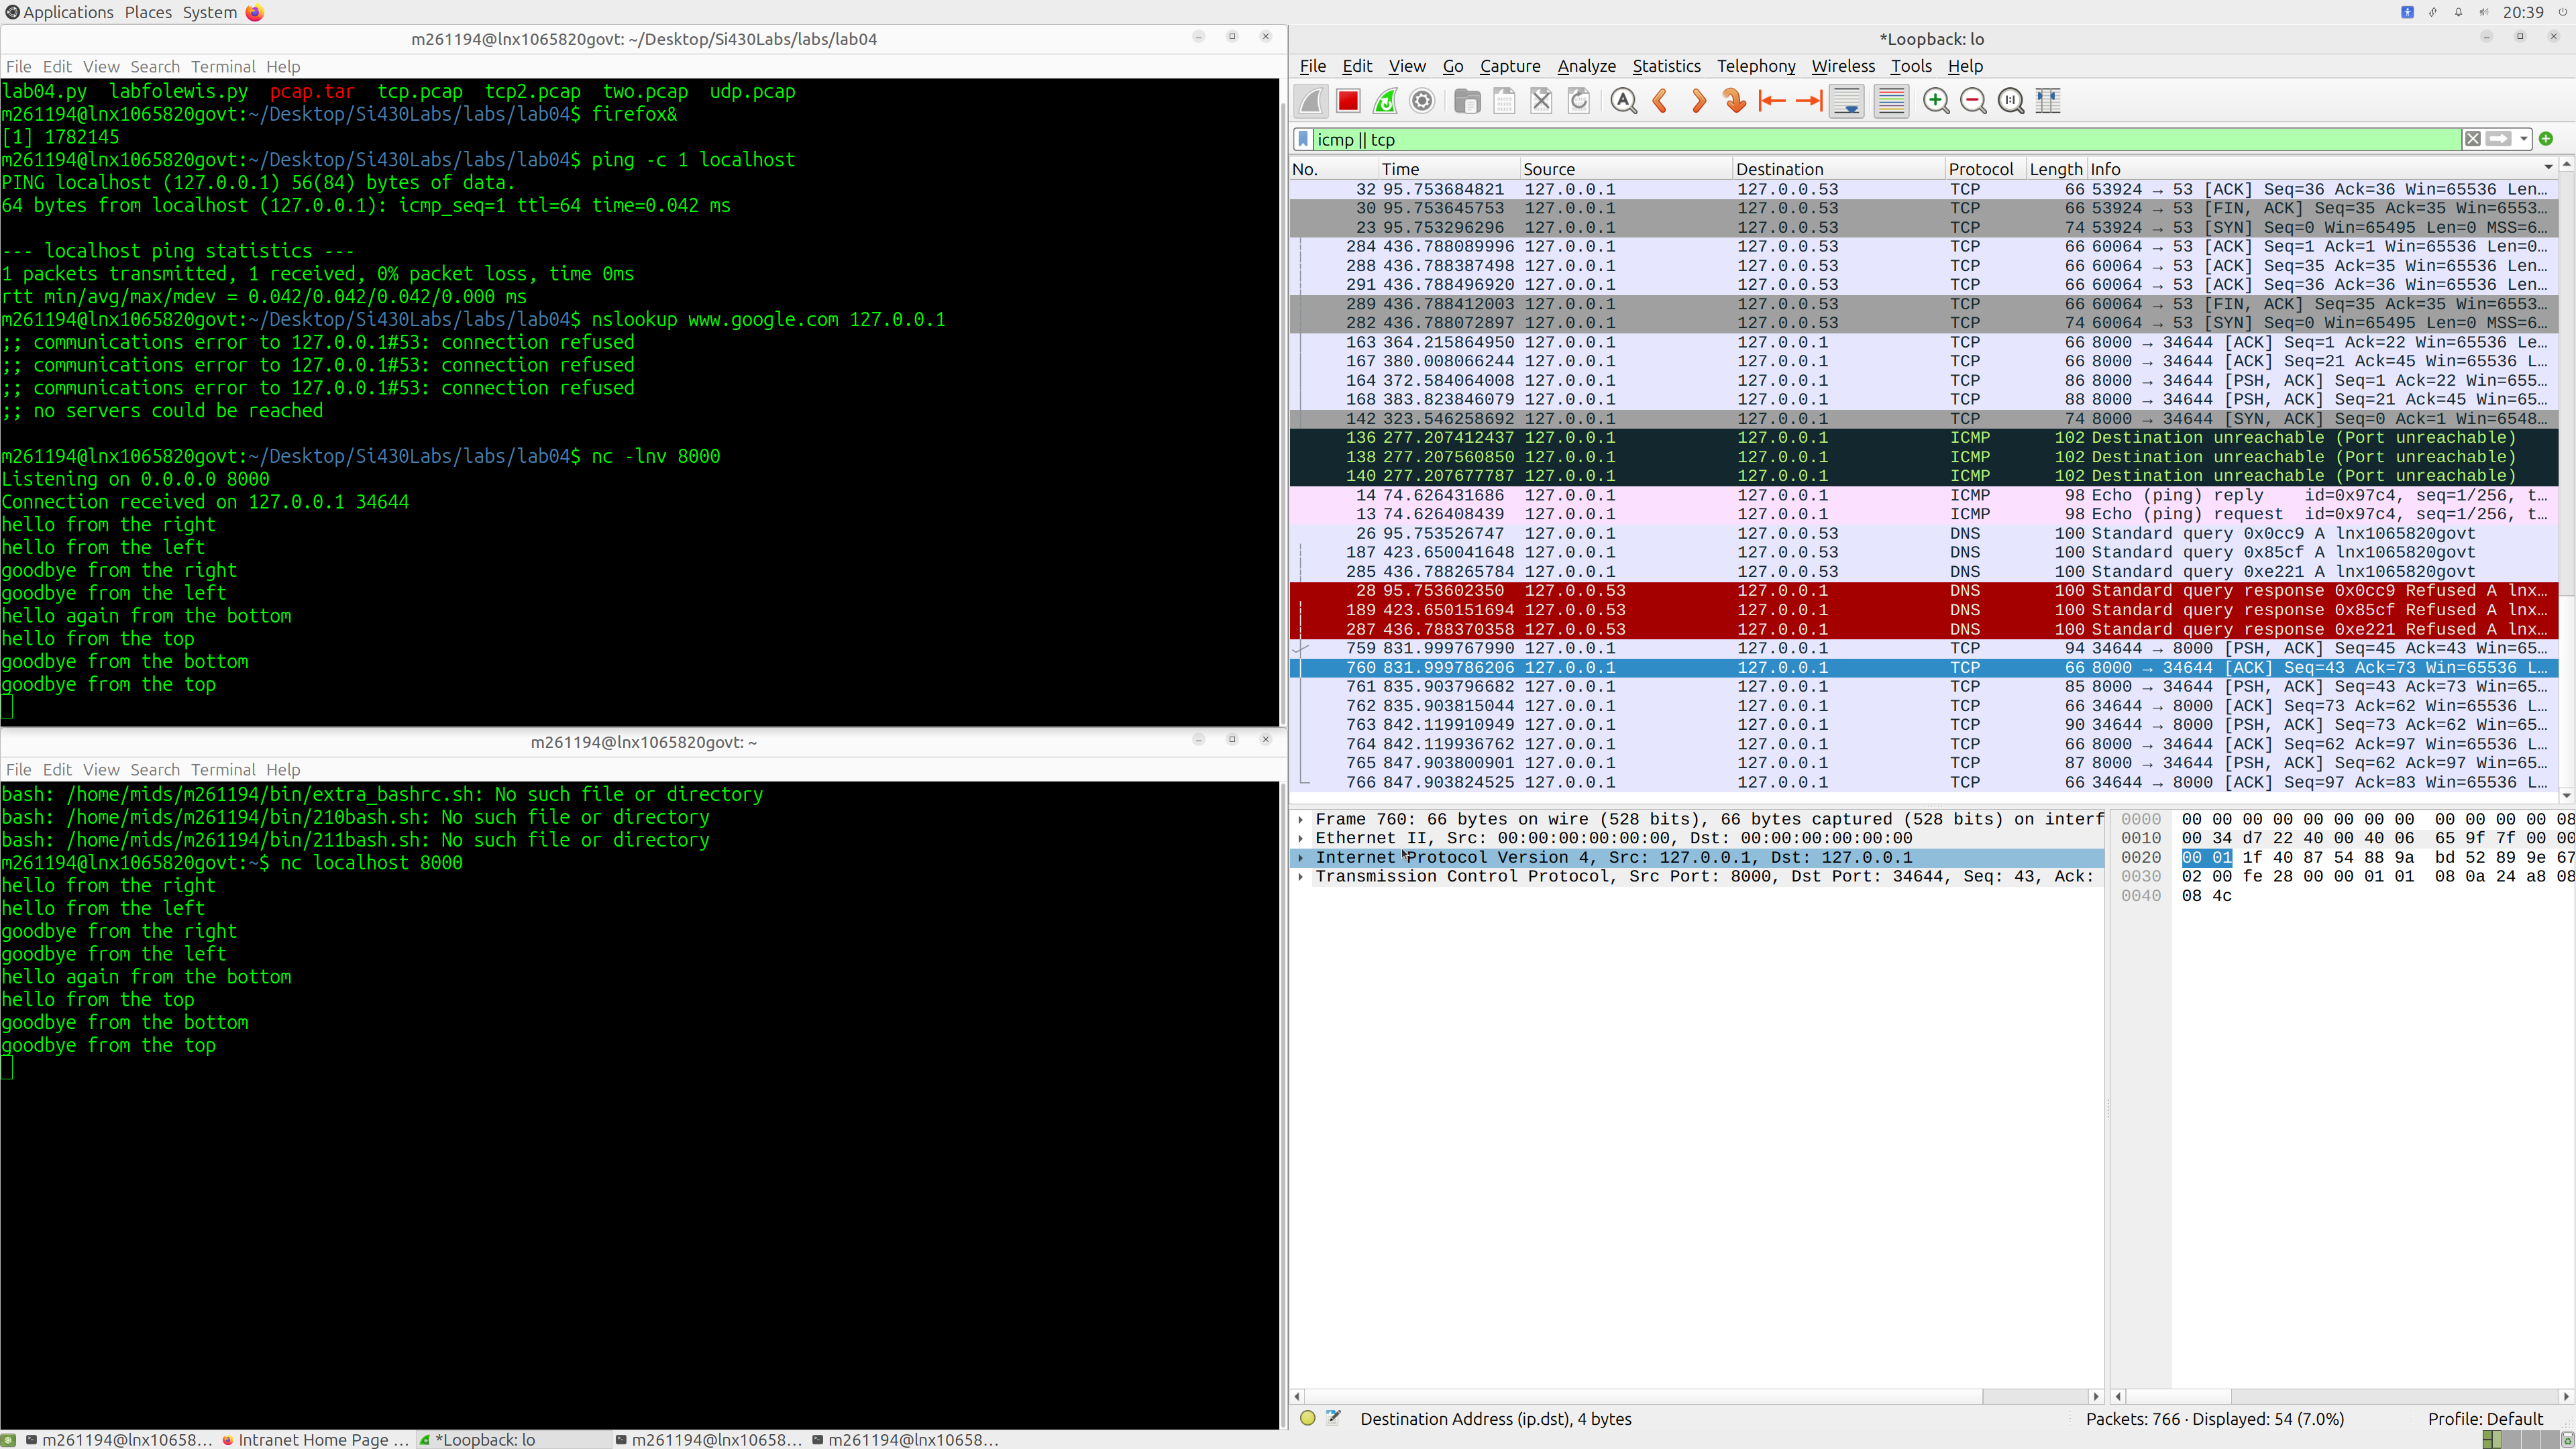 Applications Places System 20:39
m261194@lnx1065820govt: ~/Desktop/Si430Labs/labs/lab04
File Edit View Search Terminal Help
lab04.py labfolewis.py pcap.tar tcp.pcap tcp2.pcap two.pcap udp.pcap
m261194@lnx1065820govt:~/Desktop/Si430Labs/labs/lab04$ firefox&
[1] 1782145
m261194@lnx1065820govt:~/Desktop/Si430Labs/labs/lab04$ ping -c 1 localhost
PING localhost (127.0.0.1) 56(84) bytes of data.
64 bytes from localhost (127.0.0.1): icmp_seq=1 ttl=64 time=0.042 ms
--- localhost ping statistics ---
1 packets transmitted, 1 received, 0% packet loss, time 0ms
rtt min/avg/max/mdev = 0.042/0.042/0.042/0.000 ms
m261194@lnx1065820govt:~/Desktop/Si430Labs/labs/lab04$ nslookup www.google.com 127.0.0.1
;; communications error to 127.0.0.1#53: connection refused
;; communications error to 127.0.0.1#53: connection refused
;; communications error to 127.0.0.1#53: connection refused
;; no servers could be reached
m261194@lnx1065820govt:~/Desktop/Si430Labs/labs/lab04$ nc -lnv 8000
Listening on 0.0.0.0 8000
Connection received on 127.0.0.1 34644
hello from the right
hello from the left
goodbye from the right
goodbye from the left
hello again from the bottom
hello from the top
goodbye from the bottom
goodbye from the top
m261194@lnx1065820govt: ~
File Edit View Search Terminal Help
bash: /home/mids/m261194/bin/extra_bashrc.sh: No such file or directory
bash: /home/mids/m261194/bin/210bash.sh: No such file or directory
bash: /home/mids/m261194/bin/211bash.sh: No such file or directory
m261194@lnx1065820govt:~$ nc localhost 8000
hello from the right
hello from the left
goodbye from the right
goodbye from the left
hello again from the bottom
hello from the top
goodbye from the bottom
goodbye from the top
*Loopback: lo
File Edit View Go Capture Analyze Statistics Telephony Wireless Tools Help
icmp || tcp
No. Time Source Destination Protocol Length Info
32 95.753684821 127.0.0.1 127.0.0.53 TCP 66 53924 → 53 [ACK] Seq=36 Ack=36 Win=65536 Len…
30 95.753645753 127.0.0.1 127.0.0.53 TCP 66 53924 → 53 [FIN, ACK] Seq=35 Ack=35 Win=6553…
23 95.753296296 127.0.0.1 127.0.0.53 TCP 74 53924 → 53 [SYN] Seq=0 Win=65495 Len=0 MSS=6…
284 436.788089996 127.0.0.1 127.0.0.53 TCP 66 60064 → 53 [ACK] Seq=1 Ack=1 Win=65536 Len=0…
288 436.788387498 127.0.0.1 127.0.0.53 TCP 66 60064 → 53 [ACK] Seq=35 Ack=35 Win=65536 Len…
291 436.788496920 127.0.0.1 127.0.0.53 TCP 66 60064 → 53 [ACK] Seq=36 Ack=36 Win=65536 Len…
289 436.788412003 127.0.0.1 127.0.0.53 TCP 66 60064 → 53 [FIN, ACK] Seq=35 Ack=35 Win=6553…
282 436.788072897 127.0.0.1 127.0.0.53 TCP 74 60064 → 53 [SYN] Seq=0 Win=65495 Len=0 MSS=6…
163 364.215864950 127.0.0.1 127.0.0.1 TCP 66 8000 → 34644 [ACK] Seq=1 Ack=22 Win=65536 Le…
167 380.008066244 127.0.0.1 127.0.0.1 TCP 66 8000 → 34644 [ACK] Seq=21 Ack=45 Win=65536 L…
164 372.584064008 127.0.0.1 127.0.0.1 TCP 86 8000 → 34644 [PSH, ACK] Seq=1 Ack=22 Win=655…
168 383.823846079 127.0.0.1 127.0.0.1 TCP 88 8000 → 34644 [PSH, ACK] Seq=21 Ack=45 Win=65…
142 323.546258692 127.0.0.1 127.0.0.1 TCP 74 8000 → 34644 [SYN, ACK] Seq=0 Ack=1 Win=6548…
136 277.207412437 127.0.0.1 127.0.0.1 ICMP 102 Destination unreachable (Port unreachable)
138 277.207560850 127.0.0.1 127.0.0.1 ICMP 102 Destination unreachable (Port unreachable)
140 277.207677787 127.0.0.1 127.0.0.1 ICMP 102 Destination unreachable (Port unreachable)
14 74.626431686 127.0.0.1 127.0.0.1 ICMP 98 Echo (ping) reply id=0x97c4, seq=1/256, t…
13 74.626408439 127.0.0.1 127.0.0.1 ICMP 98 Echo (ping) request id=0x97c4, seq=1/256, t…
26 95.753526747 127.0.0.1 127.0.0.53 DNS 100 Standard query 0x0cc9 A lnx1065820govt
187 423.650041648 127.0.0.1 127.0.0.53 DNS 100 Standard query 0x85cf A lnx1065820govt
285 436.788265784 127.0.0.1 127.0.0.53 DNS 100 Standard query 0xe221 A lnx1065820govt
28 95.753602350 127.0.0.53 127.0.0.1 DNS 100 Standard query response 0x0cc9 Refused A lnx…
189 423.650151694 127.0.0.53 127.0.0.1 DNS 100 Standard query response 0x85cf Refused A lnx…
287 436.788370358 127.0.0.53 127.0.0.1 DNS 100 Standard query response 0xe221 Refused A lnx…
759 831.999767990 127.0.0.1 127.0.0.1 TCP 94 34644 → 8000 [PSH, ACK] Seq=45 Ack=43 Win=65…
760 831.999786206 127.0.0.1 127.0.0.1 TCP 66 8000 → 34644 [ACK] Seq=43 Ack=73 Win=65536 L…
761 835.903796682 127.0.0.1 127.0.0.1 TCP 85 8000 → 34644 [PSH, ACK] Seq=43 Ack=73 Win=65…
762 835.903815044 127.0.0.1 127.0.0.1 TCP 66 34644 → 8000 [ACK] Seq=73 Ack=62 Win=65536 L…
763 842.119910949 127.0.0.1 127.0.0.1 TCP 90 34644 → 8000 [PSH, ACK] Seq=73 Ack=62 Win=65…
764 842.119936762 127.0.0.1 127.0.0.1 TCP 66 8000 → 34644 [ACK] Seq=62 Ack=97 Win=65536 L…
765 847.903800901 127.0.0.1 127.0.0.1 TCP 87 8000 → 34644 [PSH, ACK] Seq=62 Ack=97 Win=65…
766 847.903824525 127.0.0.1 127.0.0.1 TCP 66 34644 → 8000 [ACK] Seq=97 Ack=83 Win=65536 L…
Frame 760: 66 bytes on wire (528 bits), 66 bytes captured (528 bits) on interf
Ethernet II, Src: 00:00:00:00:00:00, Dst: 00:00:00:00:00:00
Internet Protocol Version 4, Src: 127.0.0.1, Dst: 127.0.0.1
Transmission Control Protocol, Src Port: 8000, Dst Port: 34644, Seq: 43, Ack:
0000 00 00 00 00 00 00 00 00 00 00 00 00 08
0010 00 34 d7 22 40 00 40 06 65 9f 7f 00 00
0020 00 01 1f 40 87 54 88 9a bd 52 89 9e 67
0030 02 00 fe 28 00 00 01 01 08 0a 24 a8 08
0040 08 4c
Destination Address (ip.dst), 4 bytes Packets: 766 · Displayed: 54 (7.0%) Profile: Default
m261194@lnx10658… Intranet Home Page … *Loopback: lo m261194@lnx10658… m261194@lnx10658…